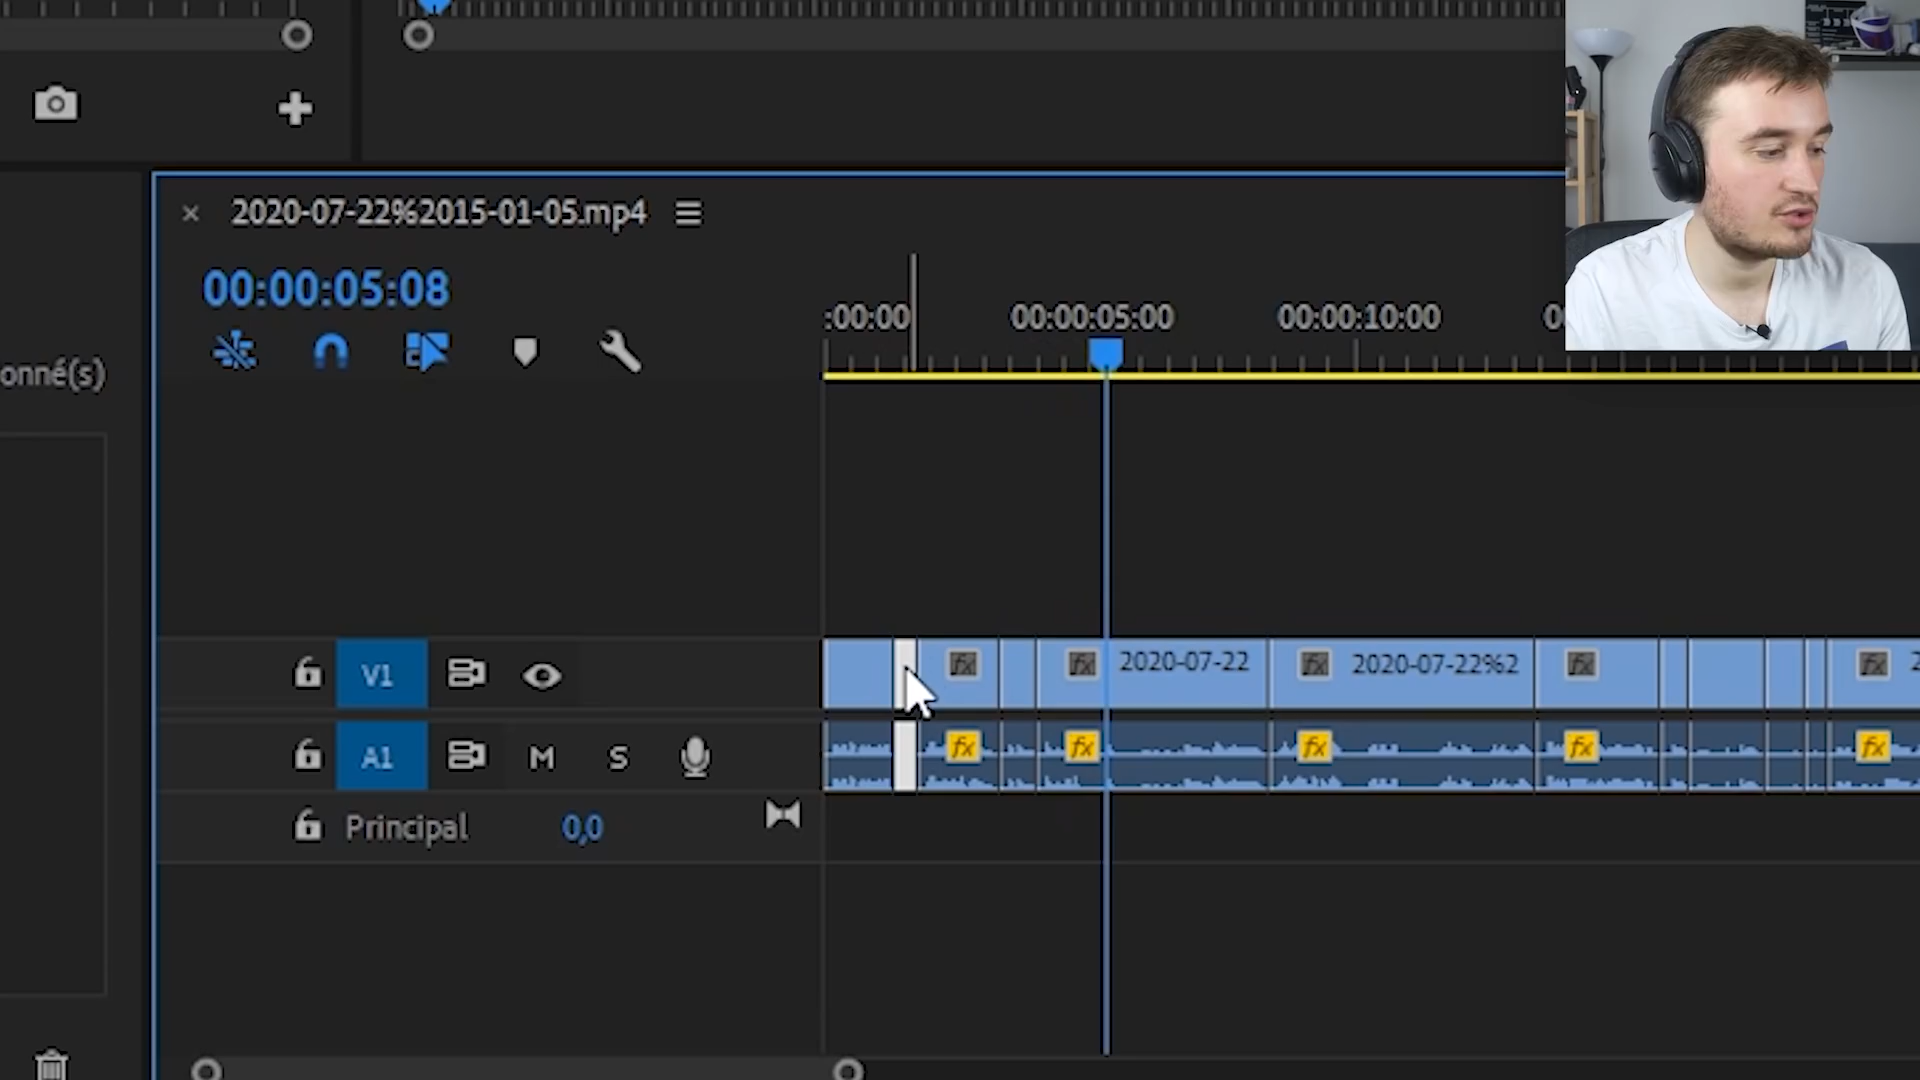 2020-07-22%2015-01-05.mp4
00:00:05:08
:00:00
00:00:05:00
00:00:10:00
onné(s)
V1
fx
fx
2020-07-22
fx
2020-07-22%2
fx
fx
2
A1
M
S
fx
fx
fx
fx
fx
Principal
0,0